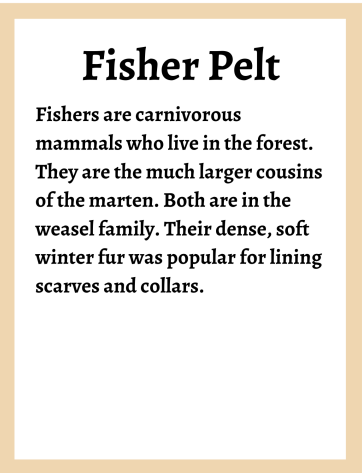 Fisher Pelt
Fishers are carnivorous
mammals who live in the forest.
They are the much larger cousins
of the marten. Both are in the
weasel family. Their dense, soft
winter fur was popular for lining
scarves and collars.